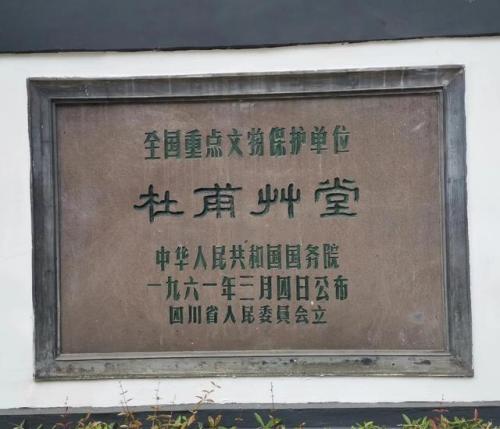 全国重点文物保护单位
杜甫艸堂
中华人民共和国国务院
一九六一年三月四日公布
四川省人民委員会立